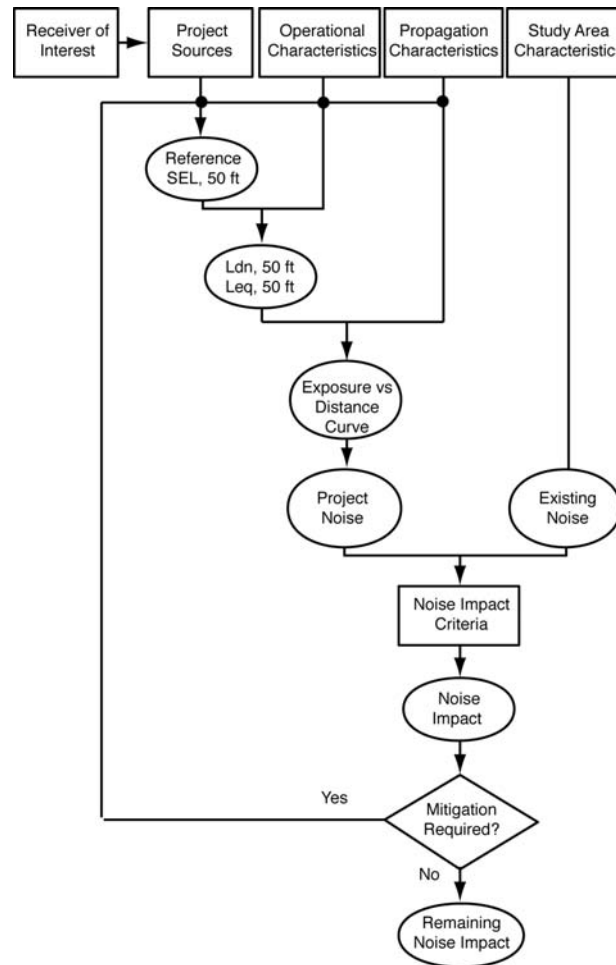 Receiver of
Interest
Project
Sources
Operational
Characteristics
Propagation
Characteristics
Study Area
Characteristic
Reference
SEL, 50 ft
Ldn, 50 ft
Leq, 50 ft
Exposure vs
Distance
Curve
Project
Noise
Existing
Noise
Noise Impact
Criteria
Noise
Impact
Yes
Mitigation
Required?
No
Remaining
Noise Impact